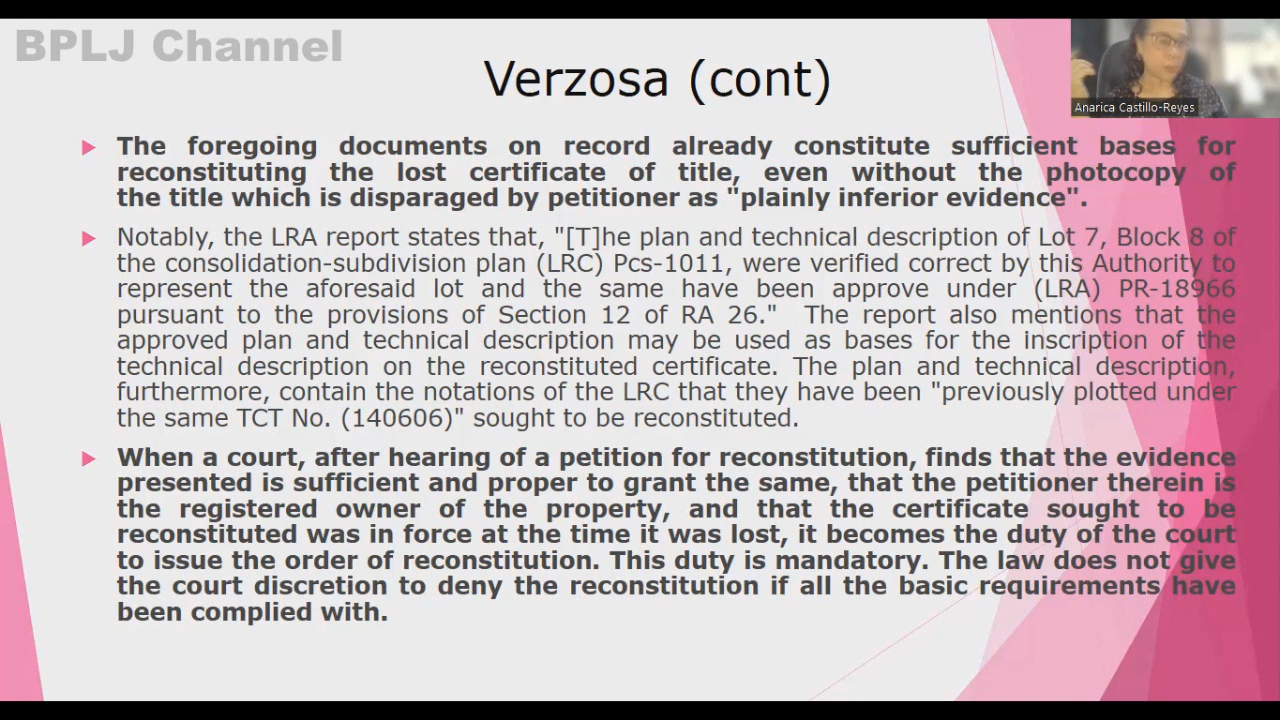 BPLJ Channel
Verzosa (cont)
Anarica Castillo-Reyes
The foregoing documents on record already constitute sufficient bases for
reconstituting the lost certificate of title, even without the photocopy of
the title which is disparaged by petitioner as "plainly inferior evidence".
Notably, the LRA report states that, "[T]he plan and technical description of Lot 7, Block 8 of
the consolidation-subdivision plan (LRC) Pcs-1011, were verified correct by this Authority to
represent the aforesaid lot and the same have been approve under (LRA) PR-18966
pursuant to the provisions of Section 12 of RA 26." The report also mentions that the
approved plan and technical description may be used as bases for the inscription of the
technical description on the reconstituted certificate. The plan and technical description,
furthermore, contain the notations of the LRC that they have been "previously plotted under
the same TCT No. (140606)" sought to be reconstituted.
When a court, after hearing of a petition for reconstitution, finds that the evidence
presented is sufficient and proper to grant the same, that the petitioner therein is
the registered owner of the property, and that the certificate sought to be
reconstituted was in force at the time it was lost, it becomes the duty of the court
to issue the order of reconstitution. This duty is mandatory. The law does not give
the court discretion to deny the reconstitution if all the basic requirements have
been complied with.